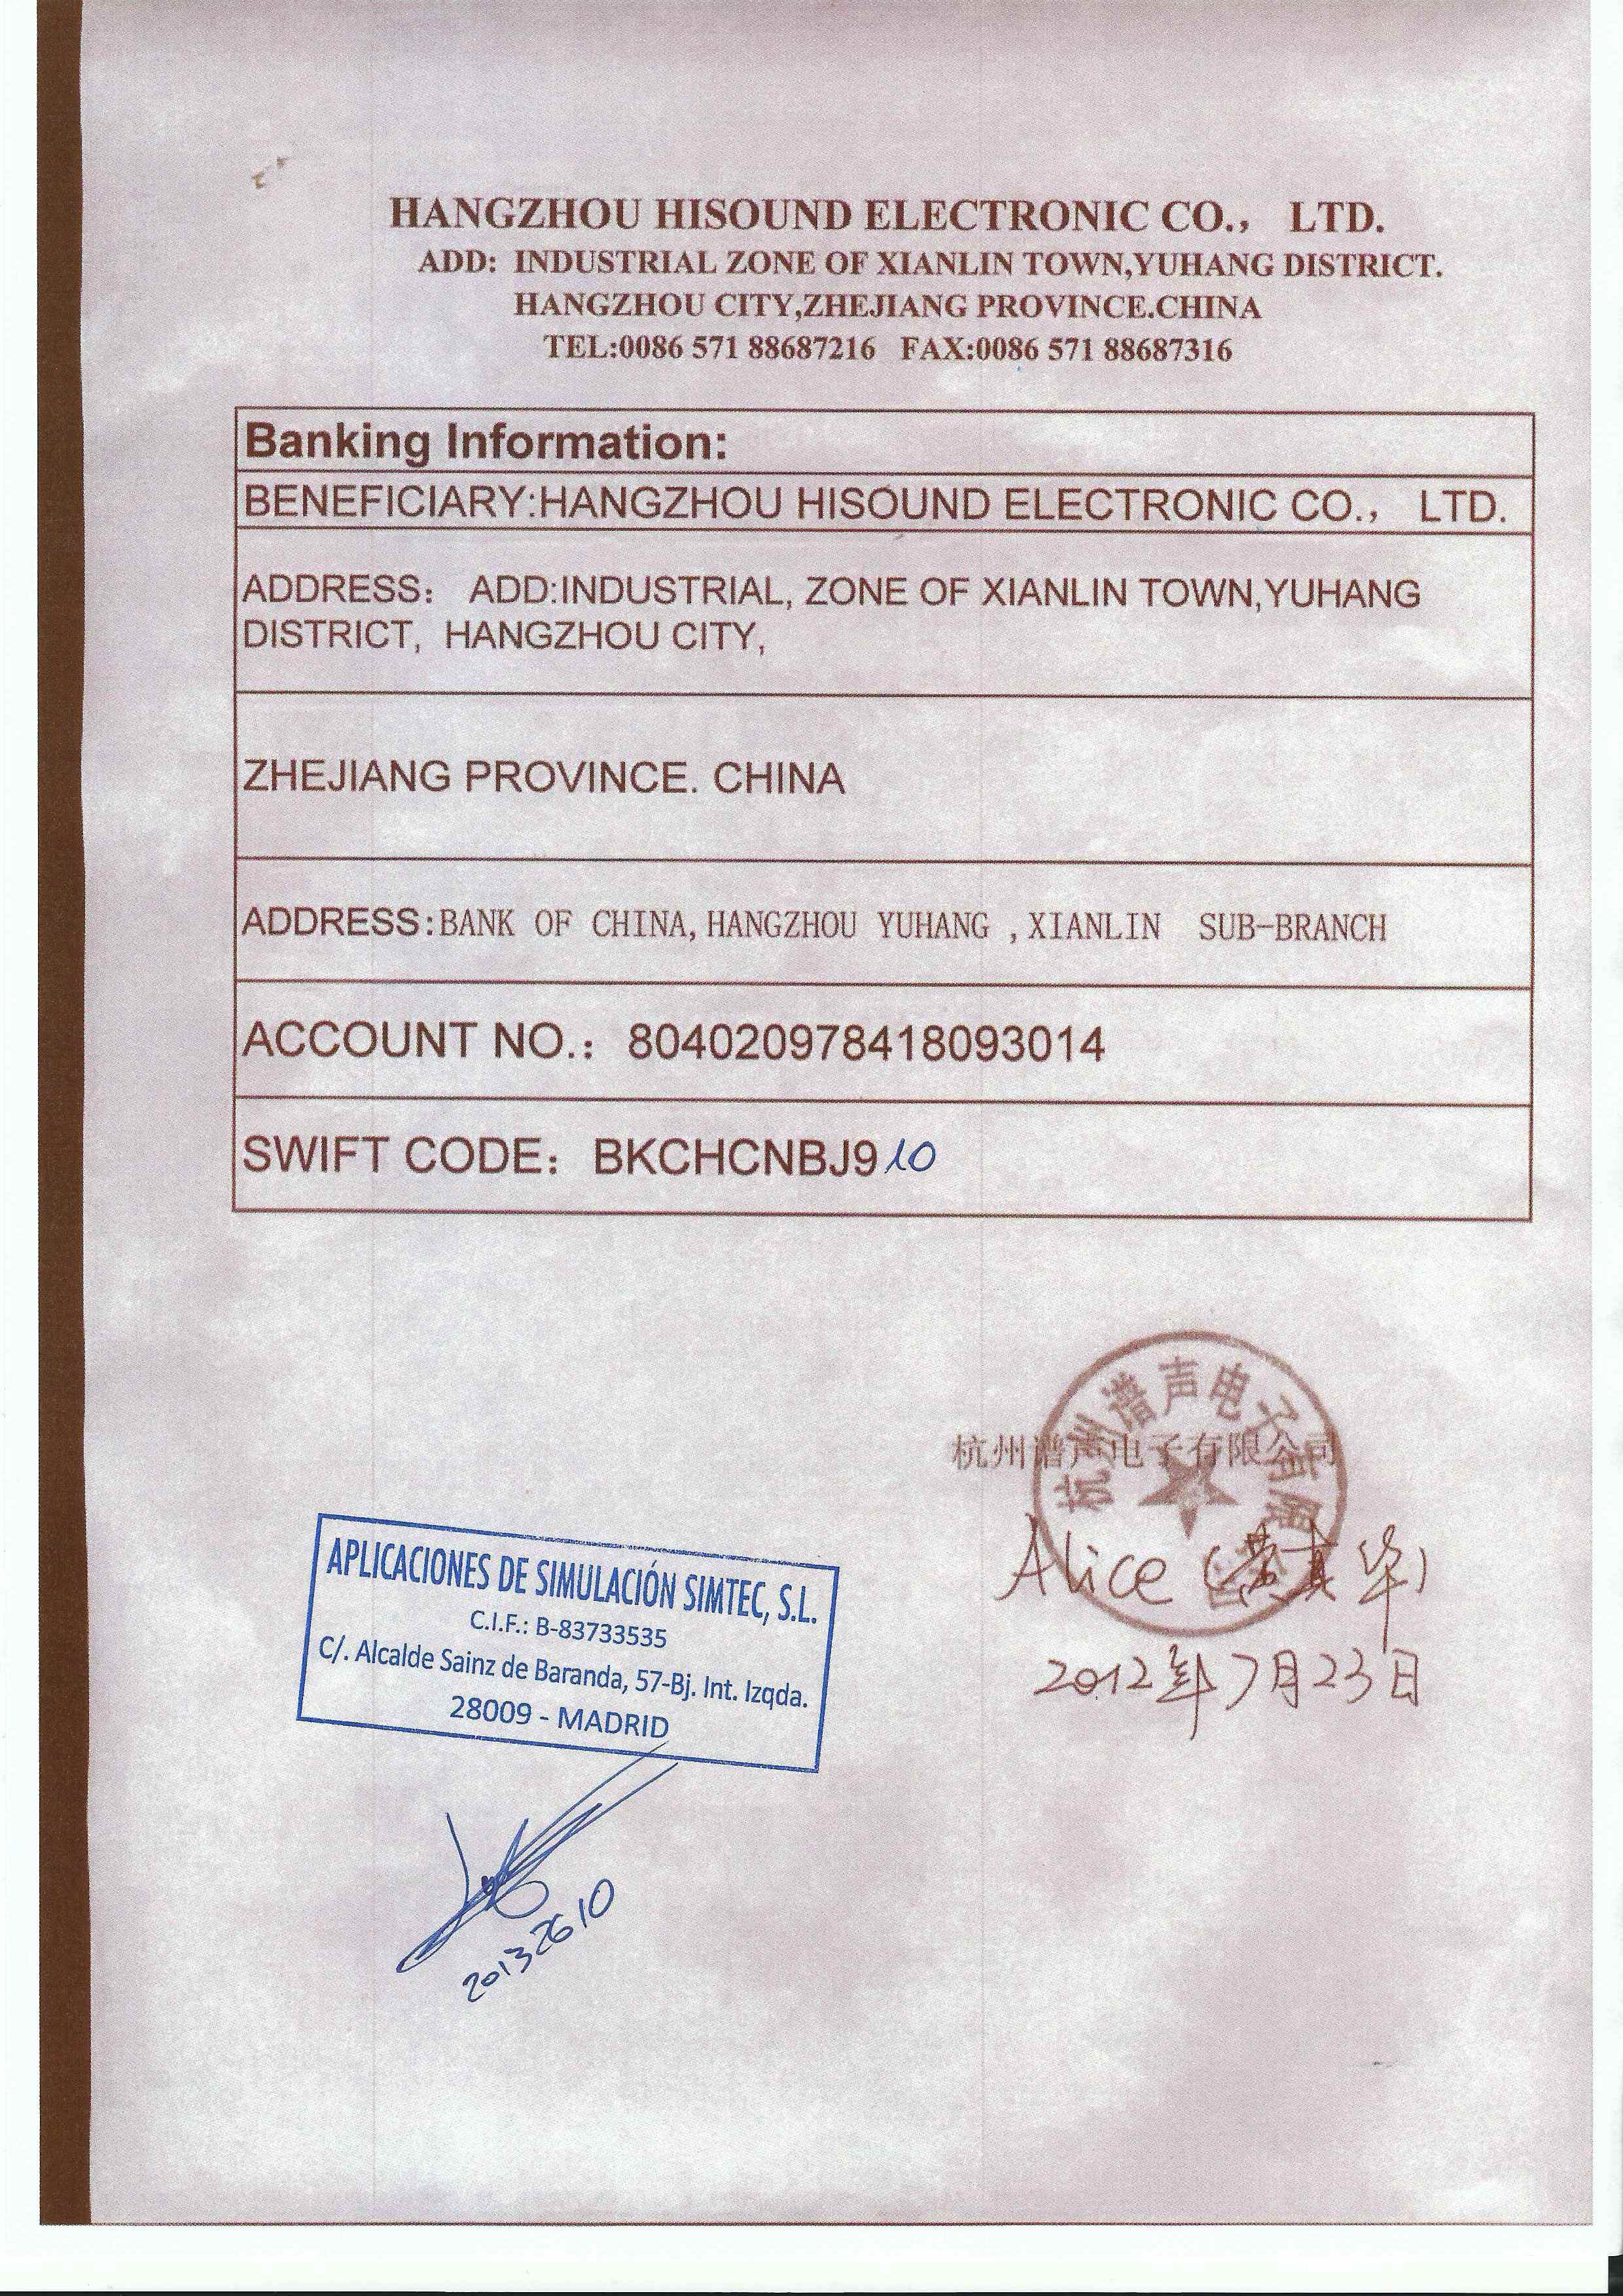 HANGZHOU HISOUND ELECTRONIC CO., LTD.
ADD: INDUSTRIAL ZONE OF XIANLIN TOWN,YUHANG DISTRICT.
HANGZHOU CITY,ZHEJIANG PROVINCE.CHINA
TEL:0086 571 88687216 FAX:0086 571 88687316
Banking Information:
BENEFICIARY:HANGZHOU HISOUND ELECTRONIC CO., LTD.
ADDRESS: ADD:INDUSTRIAL, ZONE OF XIANLIN TOWN,YUHANG
DISTRICT, HANGZHOU CITY,
ZHEJIANG PROVINCE. CHINA
ADDRESS:BANK OF CHINA, HANGZHOU YUHANG , XIANLIN SUB-BRANCH
ACCOUNT NO.: 804020978418093014
SWIFT CODE: BKCHCNBJ910
杭州谱声电子有限公司
杭州谱声电子有限公司
Alice
2012年7月23日
APLICACIONES DE SIMULACIÓN SIMTEC, S.L.
C.I.F.: B-83733535
C/. Alcalde Sainz de Baranda, 57-Bj. Int. Izqda.
28009 - MADRID
20132610